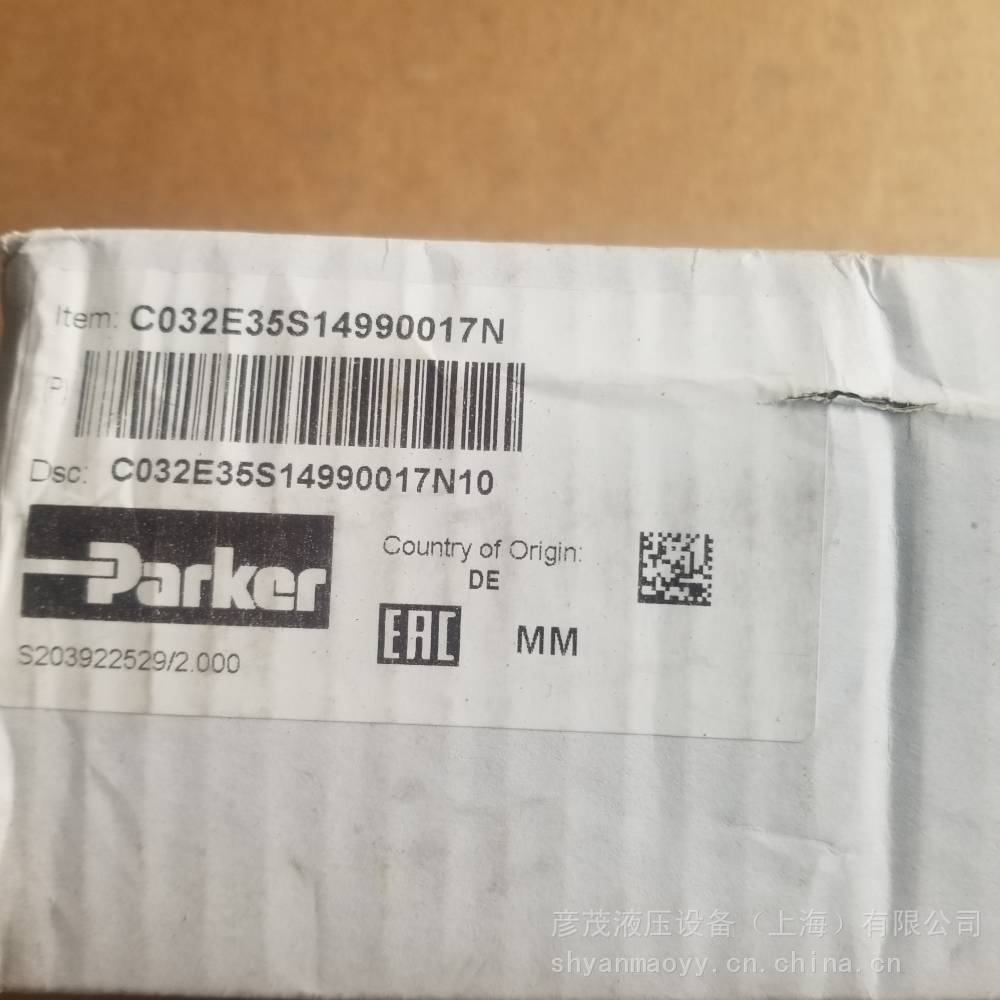 Item: C032E35S14990017N
(P)
Dsc: C032E35S14990017N10
Parker
Country of Origin:
DE
EAC
MM
S203922529/2.000
彦茂液压设备（上海）有限公司
shyanmaoyy.cn.china.cn